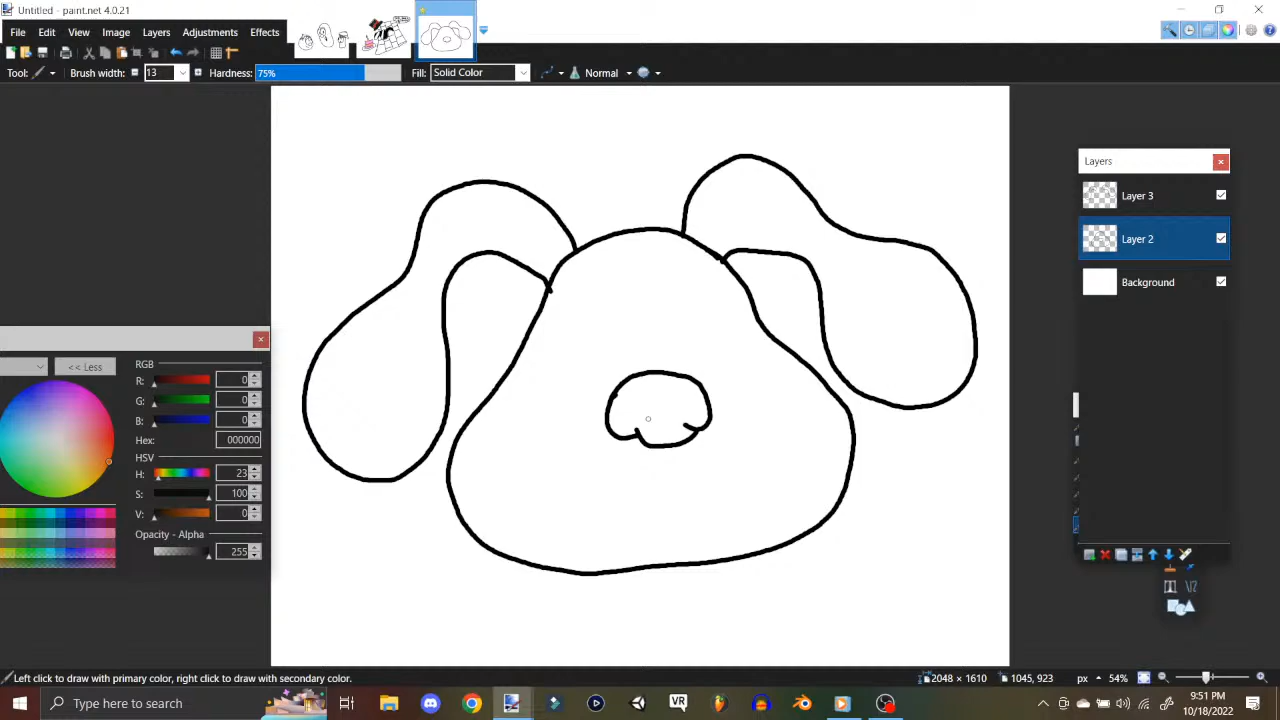 Untitled - paint.net 4.0.21
File Edit View Image Layers Adjustments Effects
Tool: Brush width: 13 Hardness: 75% Fill: Solid Color Normal
Layers
Layer 3
Layer 2
Background
<< Less
RGB
R: 0
G: 0
B: 0
Hex: 000000
HSV
H: 23
S: 100
V: 0
Opacity - Alpha
255
Left click to draw with primary color, right click to draw with secondary color.
2048 × 1610 1045, 923 px 54%
Type here to search
VR
9:51 PM
10/18/2022